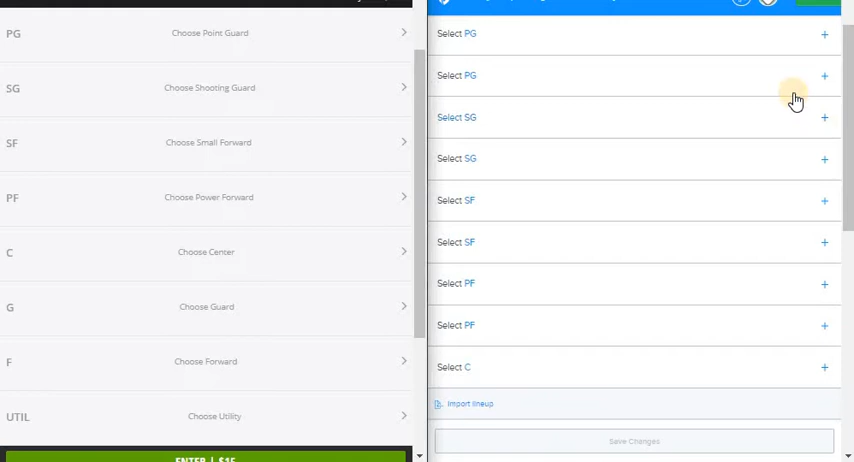 PG Choose Point Guard
SG Choose Shooting Guard
SF Choose Small Forward
PF Choose Power Forward
C Choose Center
G Choose Guard
F Choose Forward
UTIL Choose Utility
ENTER | $15
Select PG
Select PG
Select SG
Select SG
Select SF
Select SF
Select PF
Select PF
Select C
Import lineup
Save Changes